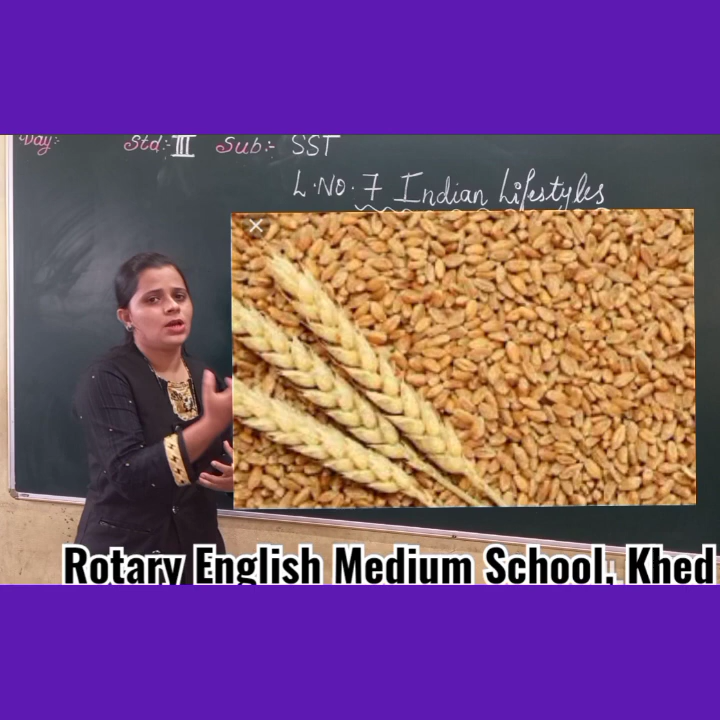 Day:- Std:- III Sub:- SST
L.No. 7 Indian Lifestyles
Rotary English Medium School, Khed